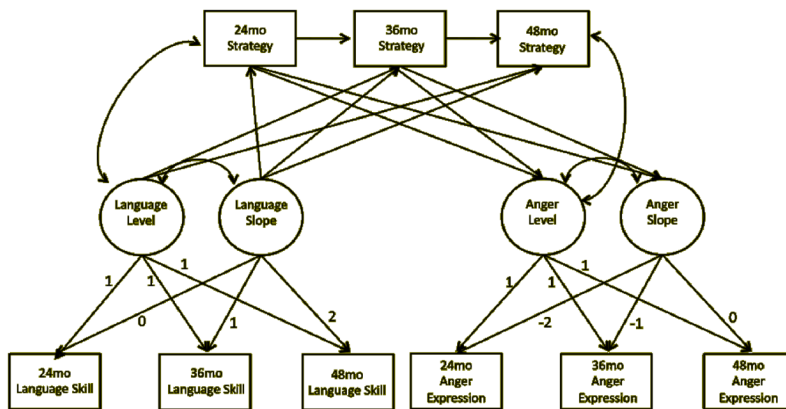 24mo
Strategy
36mo
Strategy
48mo
Strategy
Language
Level
Language
Slope
Anger
Level
Anger
Slope
1
1
1
0
1
2
1
1
1
-2
-1
0
24mo
Language Skill
36mo
Language Skill
48mo
Language Skill
24mo
Anger
Expression
36mo
Anger
Expression
48mo
Anger
Expression